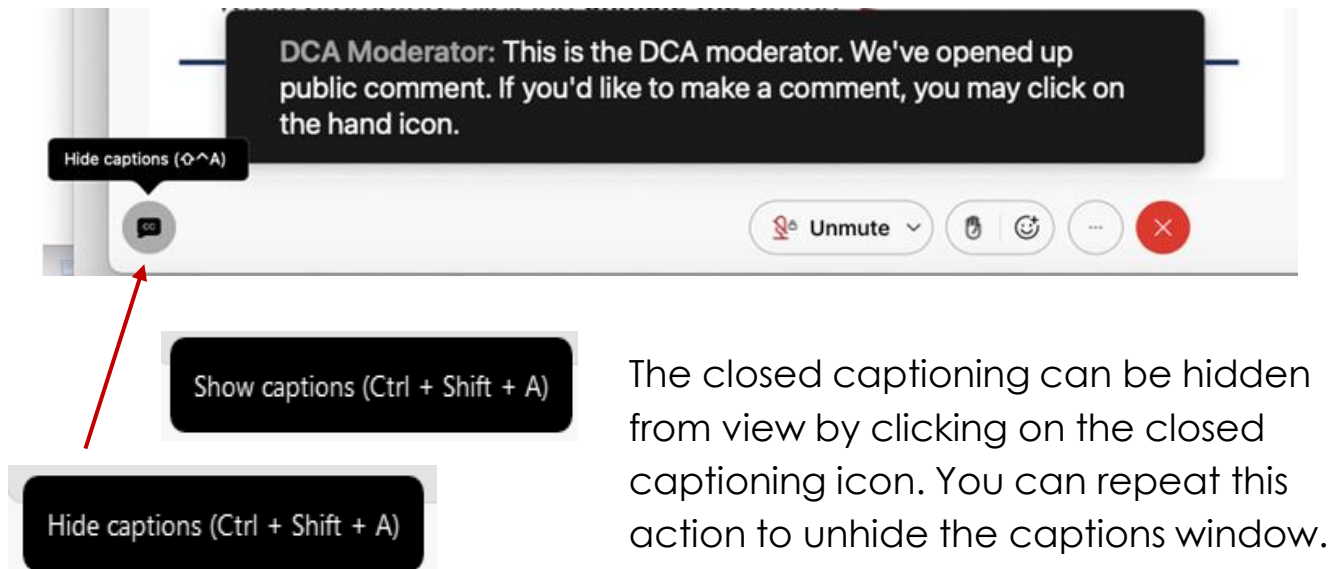 DCA Moderator: This is the DCA moderator. We've opened up
public comment. If you'd like to make a comment, you may click on
the hand icon.
Hide captions (⇧^A)
CC
Unmute
Show captions (Ctrl + Shift + A)
Hide captions (Ctrl + Shift + A)
The closed captioning can be hidden
from view by clicking on the closed
captioning icon. You can repeat this
action to unhide the captions window.